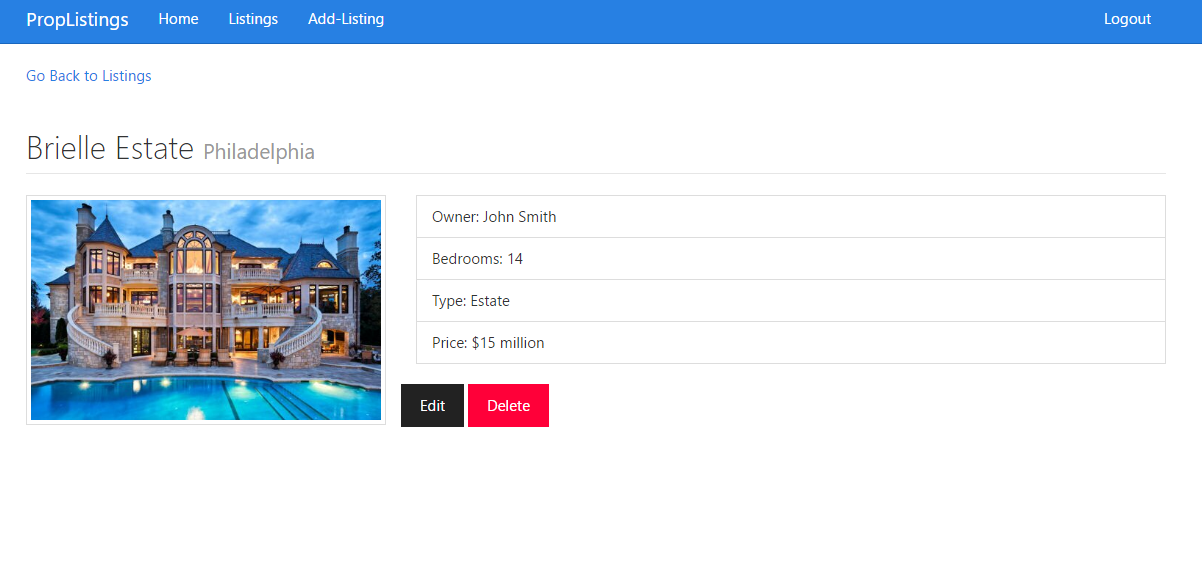 PropListings Home Listings Add-Listing Logout
Go Back to Listings
Brielle Estate Philadelphia
Owner: John Smith
Bedrooms: 14
Type: Estate
Price: $15 million
Edit Delete